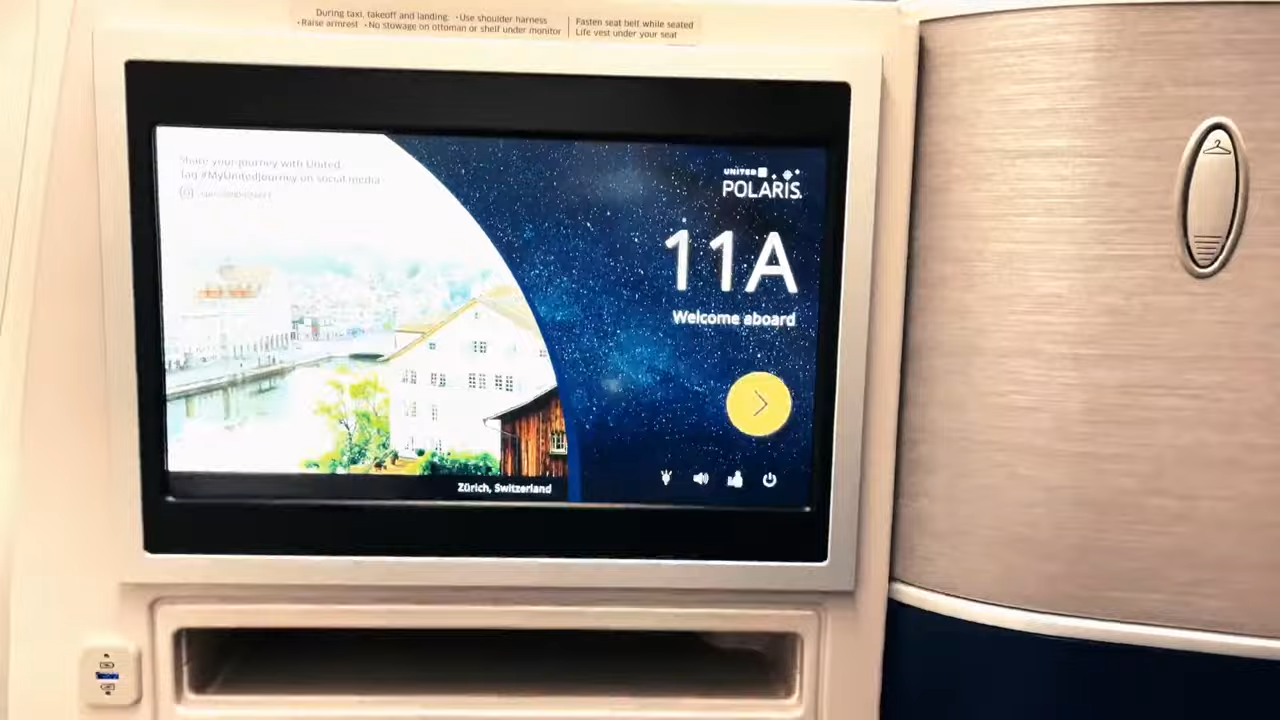 During taxi, takeoff and landing: • Use shoulder harness
• Raise armrest • No stowage on ottoman or shelf under monitor
Fasten seat belt while seated
Life vest under your seat
Share your journey with United
Tag #MyUnitedJourney on social media
UNITED
POLARIS
11A
Welcome aboard
Zürich, Switzerland